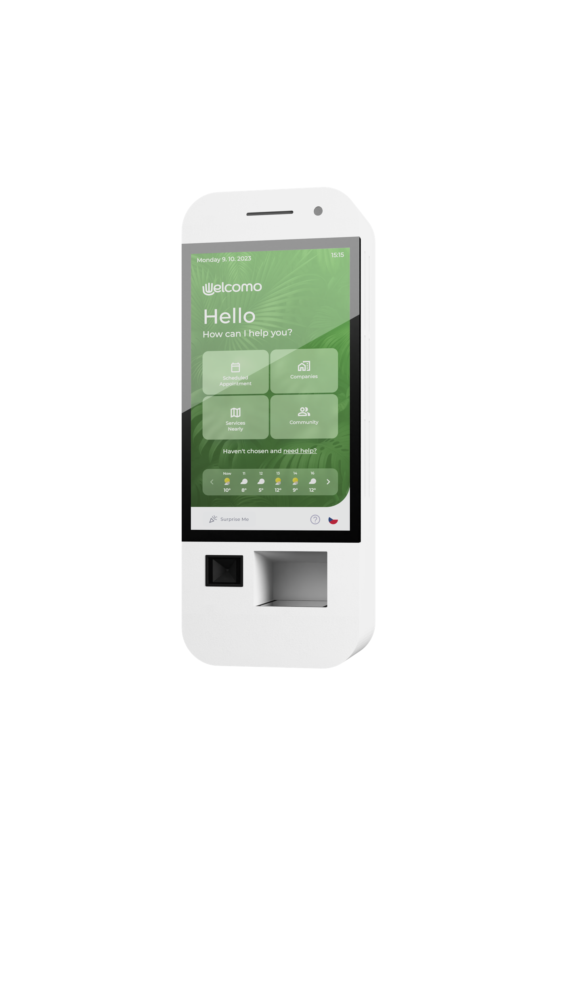 Monday 9. 10. 2023
15:15
Welcomo
Hello
How can I help you?
Scheduled
Appointment
Companies
Services
Nearly
Community
Haven't chosen and need help?
Now 11 12 13 14 16
10° 8° 5° 12° 9° 12°
Surprise Me
?